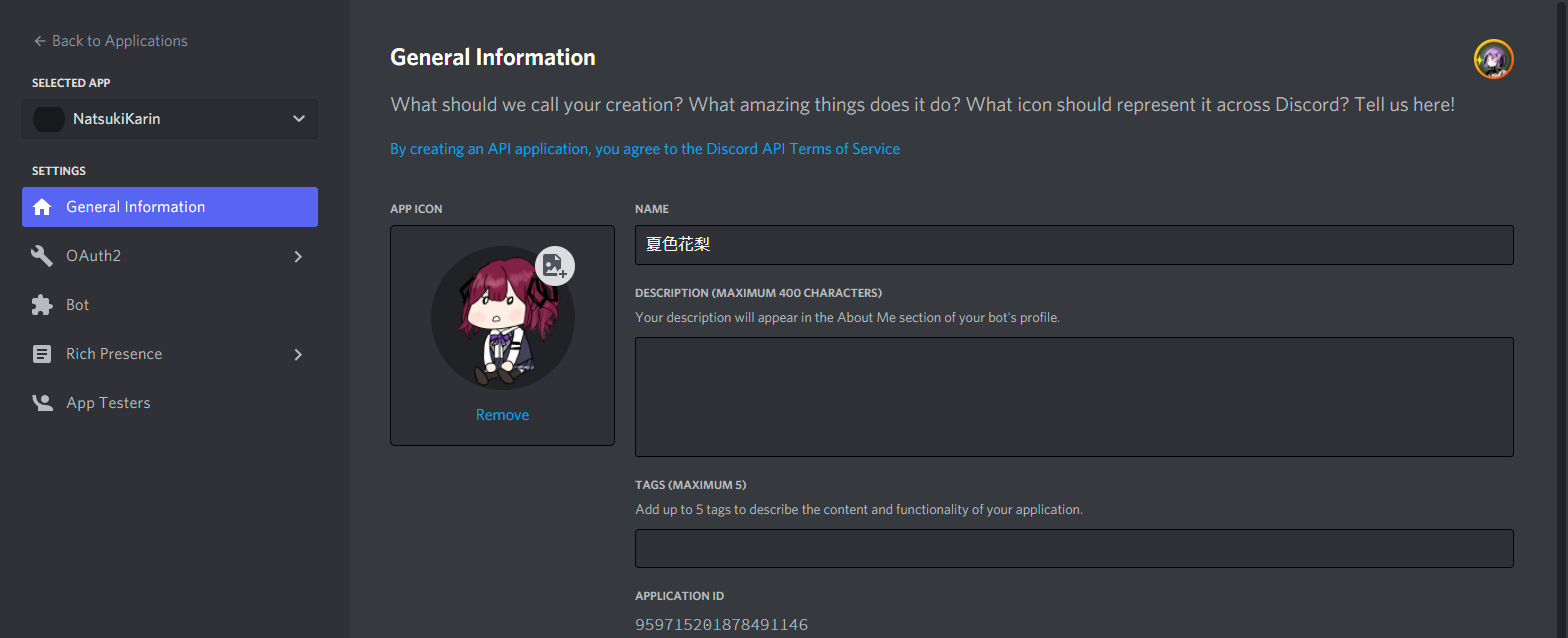 ← Back to Applications
SELECTED APP
NatsukiKarin
SETTINGS
General Information
OAuth2
Bot
Rich Presence
App Testers
General Information
What should we call your creation? What amazing things does it do? What icon should represent it across Discord? Tell us here!
By creating an API application, you agree to the Discord API Terms of Service
APP ICON
Remove
NAME
夏色花梨
DESCRIPTION (MAXIMUM 400 CHARACTERS)
Your description will appear in the About Me section of your bot's profile.
TAGS (MAXIMUM 5)
Add up to 5 tags to describe the content and functionality of your application.
APPLICATION ID
959715201878491146